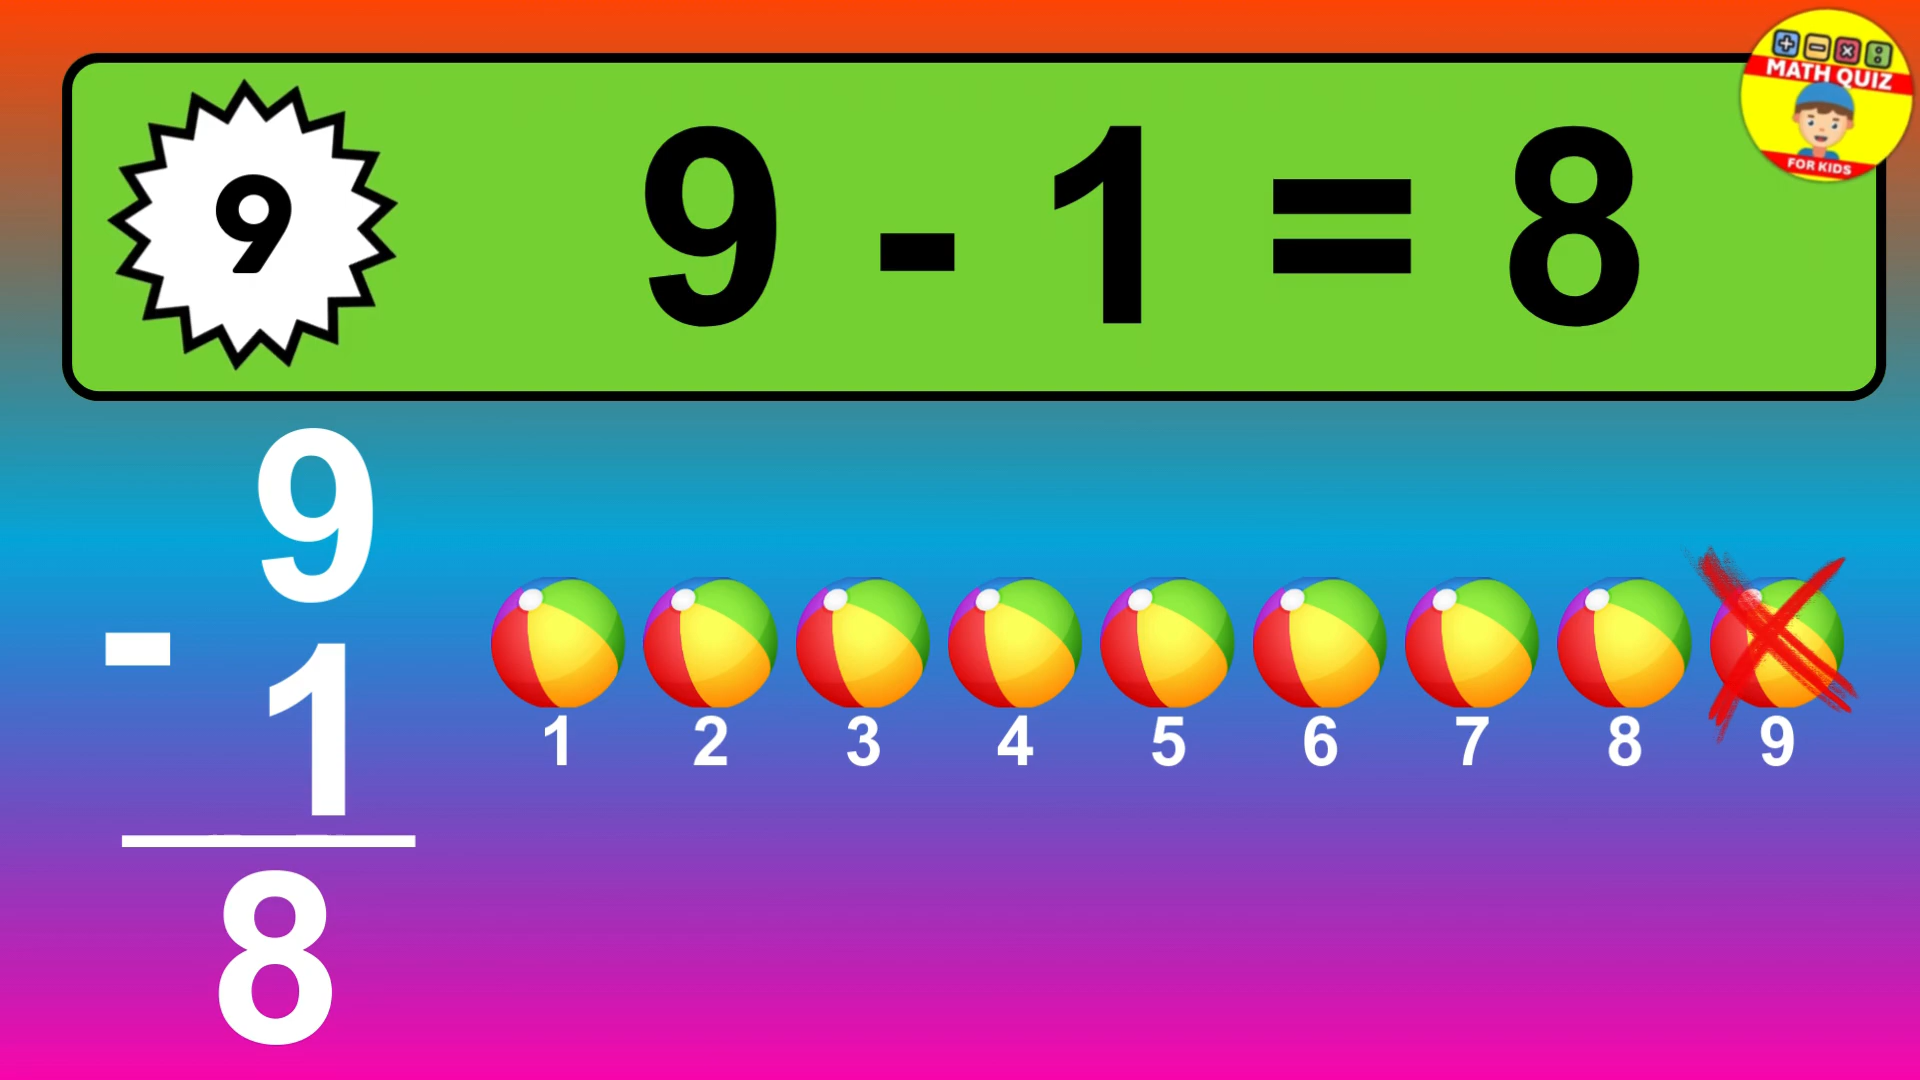 9
9 - 1 = 8
+ − × ÷
MATH QUIZ
FOR KIDS
9
- 1
8
1 2 3 4 5 6 7 8 9